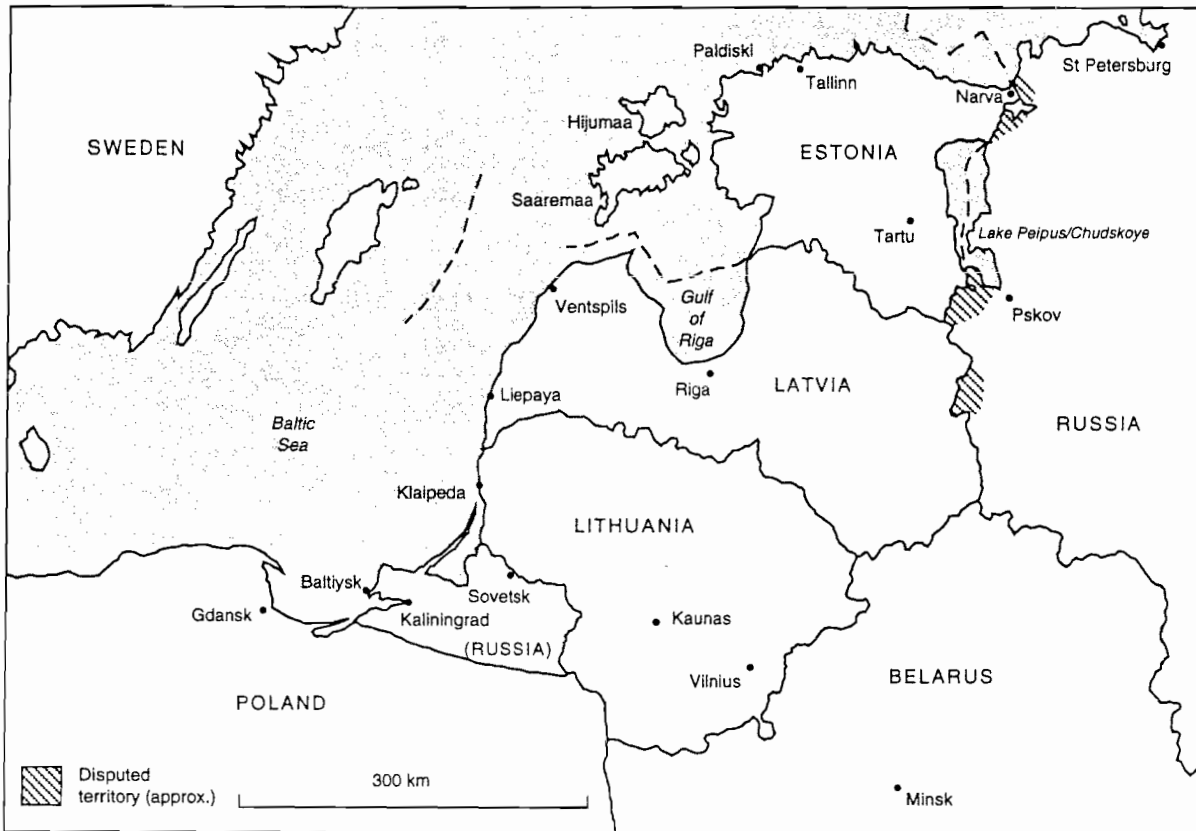 Paldiski
Tallinn
St Petersburg
Narva
Hijumaa
SWEDEN
ESTONIA
Saaremaa
Tartu
Lake Peipus/Chudskoye
Ventspils
Gulf
of
Riga
Pskov
Riga
LATVIA
Liepaya
RUSSIA
Baltic
Sea
Klaipeda
LITHUANIA
Baltiysk
Sovetsk
Gdansk
Kaliningrad
Kaunas
(RUSSIA)
Vilnius
BELARUS
POLAND
Disputed
territory (approx.)
300 km
Minsk